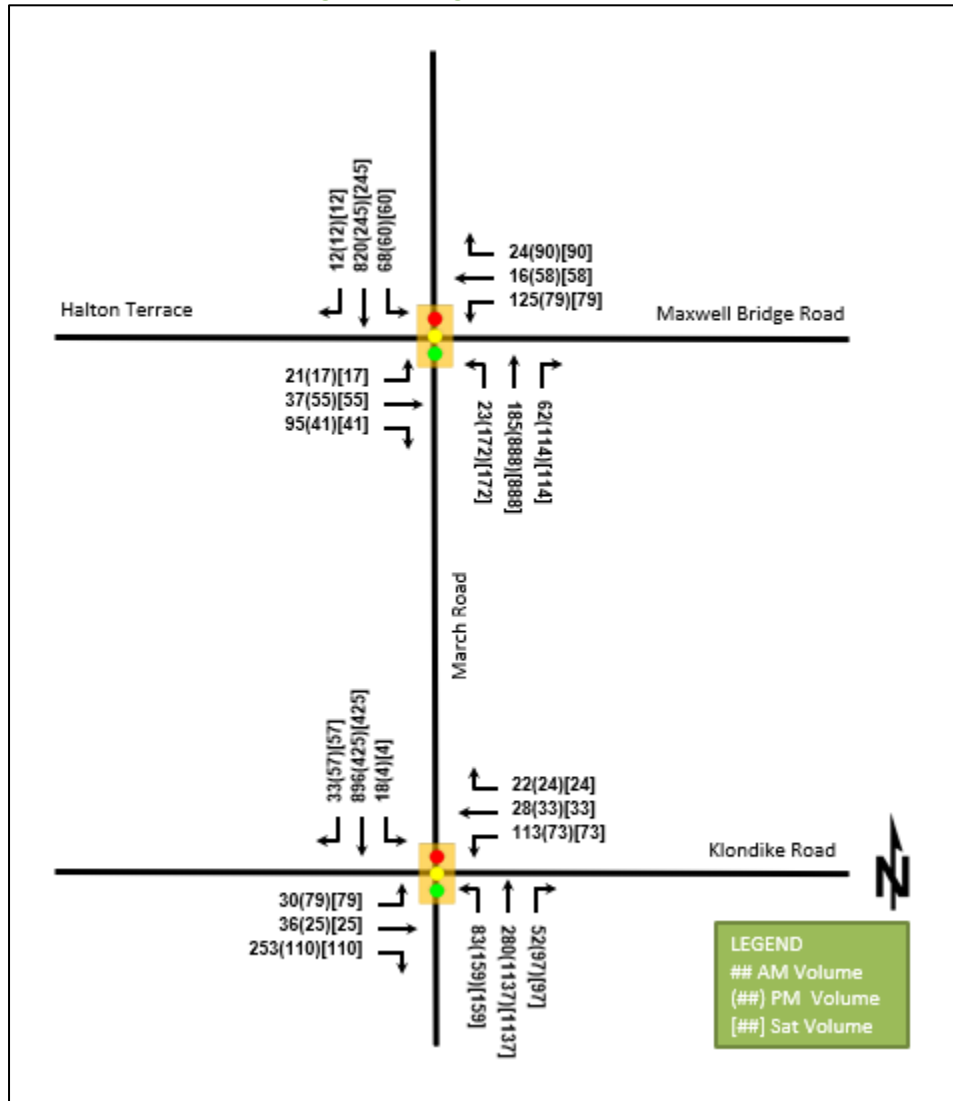 12(12)[12]
820(245)[245]
68(60)[60]
24(90)[90]
16(58)[58]
125(79)[79]
Halton Terrace
Maxwell Bridge Road
21(17)[17]
37(55)[55]
95(41)[41]
23(172)[172]
185(888)[888]
62(114)[114]
March Road
33(57)[57]
896(425)[425]
18(4)[4]
22(24)[24]
28(33)[33]
113(73)[73]
Klondike Road
30(79)[79]
36(25)[25]
253(110)[110]
83(159)[159]
280(1137)[1137]
52(97)[97]
N
LEGEND
## AM Volume
(##) PM Volume
[##] Sat Volume